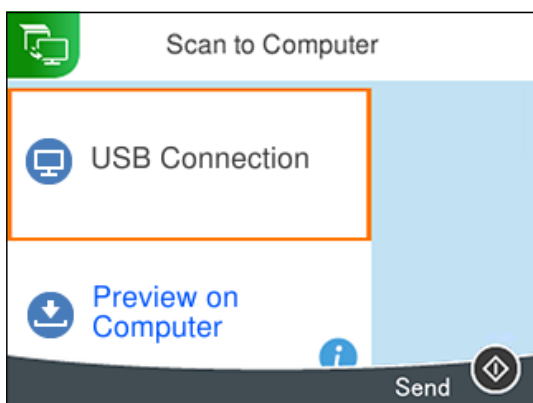 Scan to Computer
USB Connection
Preview on
Computer
i
Send